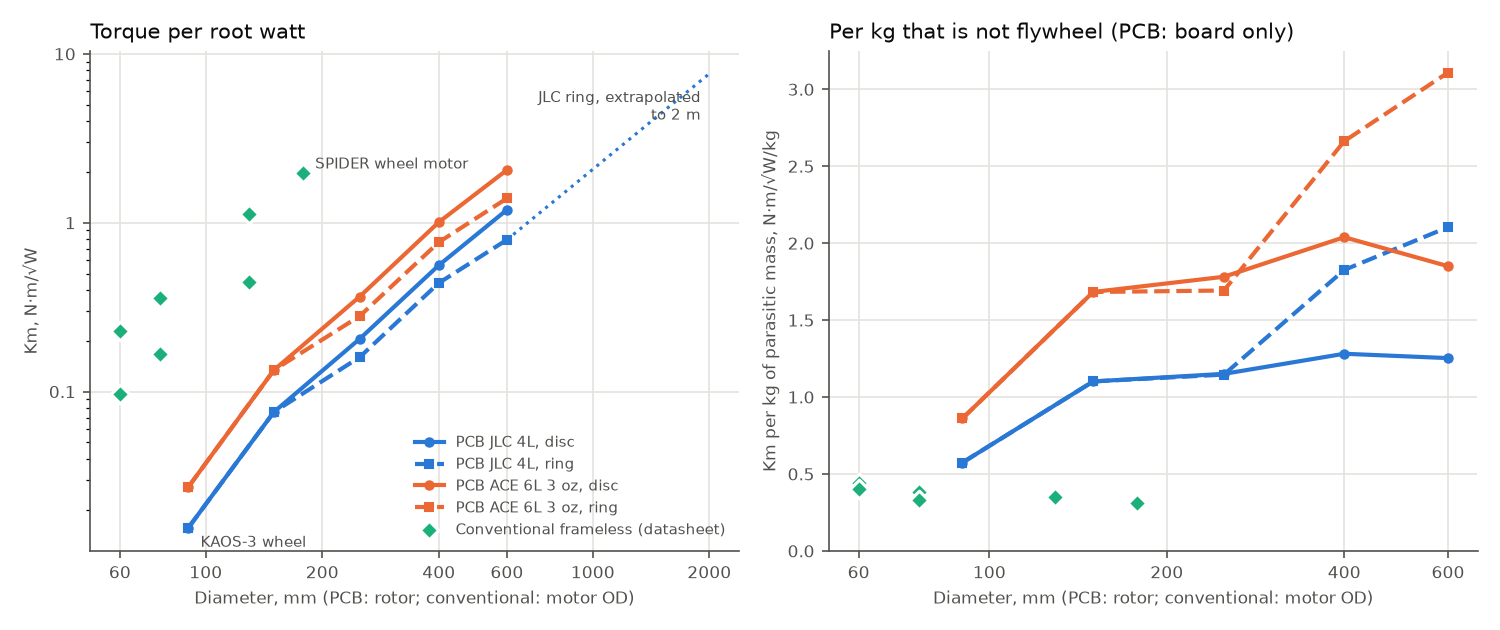 Torque per root watt
10
1
0.1
Km, N·m/√W
JLC ring, extrapolated
to 2 m
SPIDER wheel motor
KAOS-3 wheel
PCB JLC 4L, disc
PCB JLC 4L, ring
PCB ACE 6L 3 oz, disc
PCB ACE 6L 3 oz, ring
Conventional frameless (datasheet)
60 100 200 400 600 1000 2000
Diameter, mm (PCB: rotor; conventional: motor OD)
Per kg that is not flywheel (PCB: board only)
3.0
2.5
2.0
1.5
1.0
0.5
0.0
Km per kg of parasitic mass, N·m/√W/kg
60 100 200 400 600
Diameter, mm (PCB: rotor; conventional: motor OD)